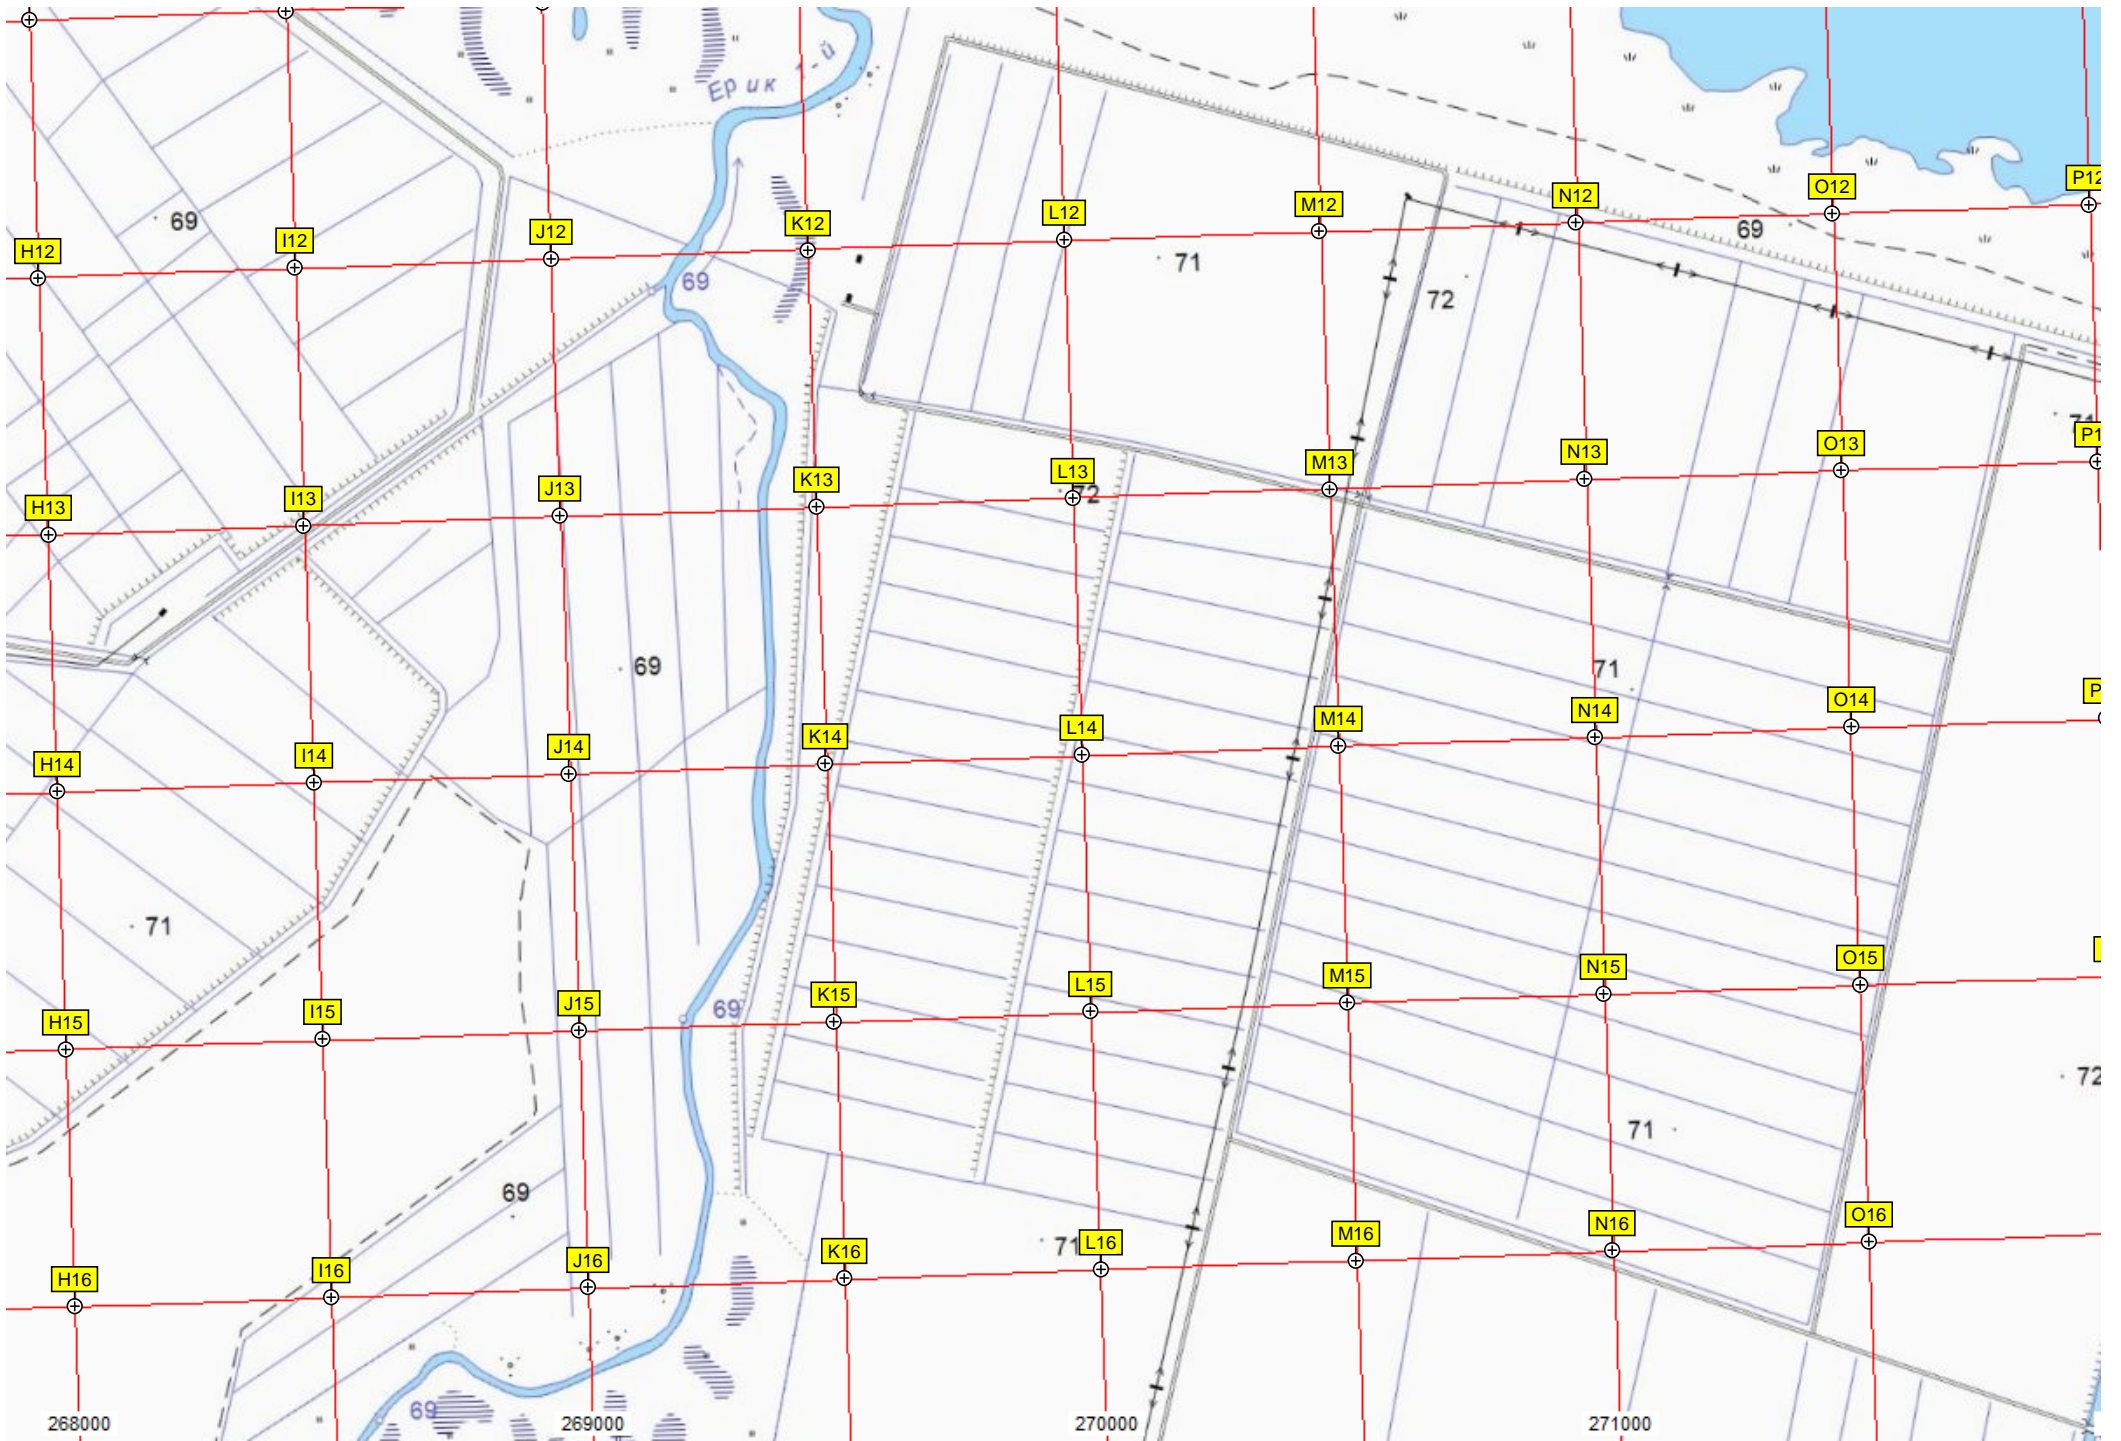 Ерик 1-й
69
H12
I12
J12
K12
L12
M12
N12
O12
P12
69
71
72
69
H13
I13
J13
K13
L13
M13
N13
O13
72
69
71
H14
I14
J14
K14
L14
M14
N14
O14
71
H15
I15
J15
K15
L15
M15
N15
O15
69
72
71
69
71
H16
I16
J16
K16
L16
M16
N16
O16
69
268000
269000
270000
271000